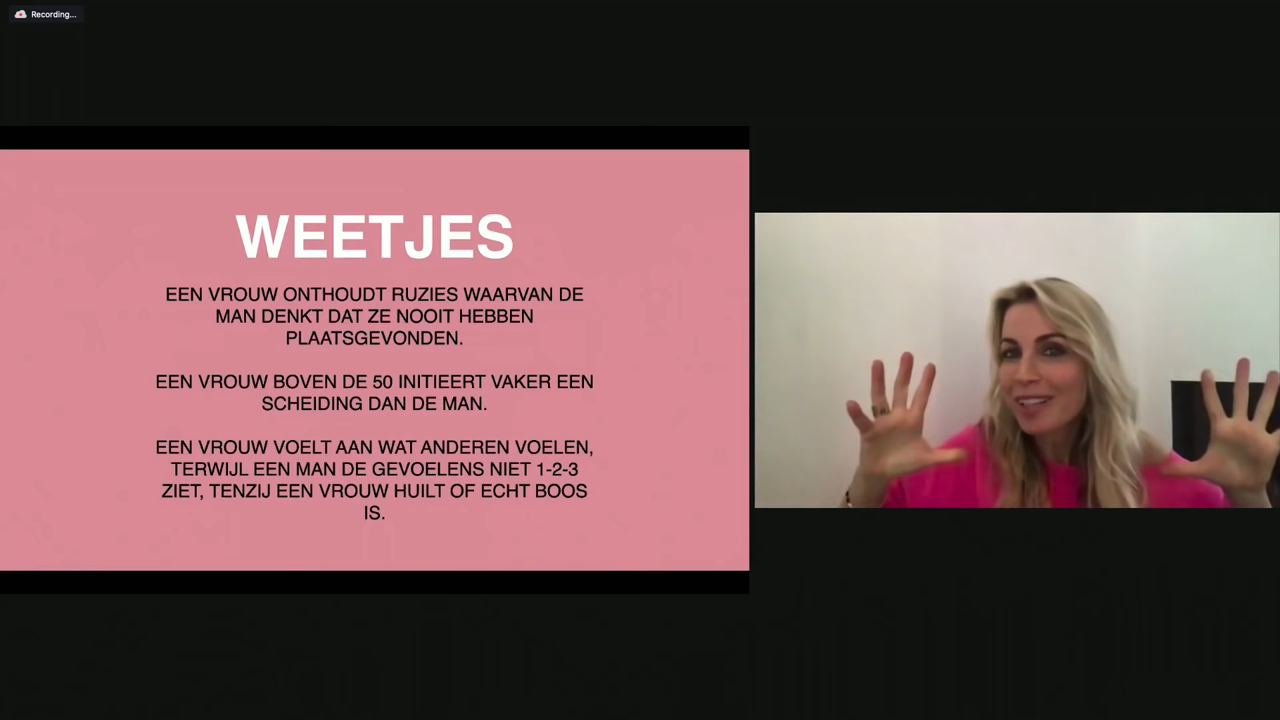 Recording...
WEETJES
EEN VROUW ONTHOUDT RUZIES WAARVAN DE
MAN DENKT DAT ZE NOOIT HEBBEN
PLAATSGEVONDEN.
EEN VROUW BOVEN DE 50 INITIEERT VAKER EEN
SCHEIDING DAN DE MAN.
EEN VROUW VOELT AAN WAT ANDEREN VOELEN,
TERWIJL EEN MAN DE GEVOELENS NIET 1-2-3
ZIET, TENZIJ EEN VROUW HUILT OF ECHT BOOS
IS.